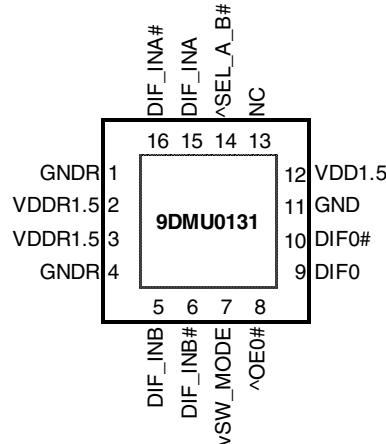 DIF_INA#
DIF_INA
^SEL_A_B#
NC
16 15 14 13
GNDR 1
VDDR1.5 2
VDDR1.5 3
GNDR 4
9DMU0131
12 VDD1.5
11 GND
10 DIF0#
9 DIF0
5 6 7 8
DIF_INB
DIF_INB#
vSW_MODE
^OE0#